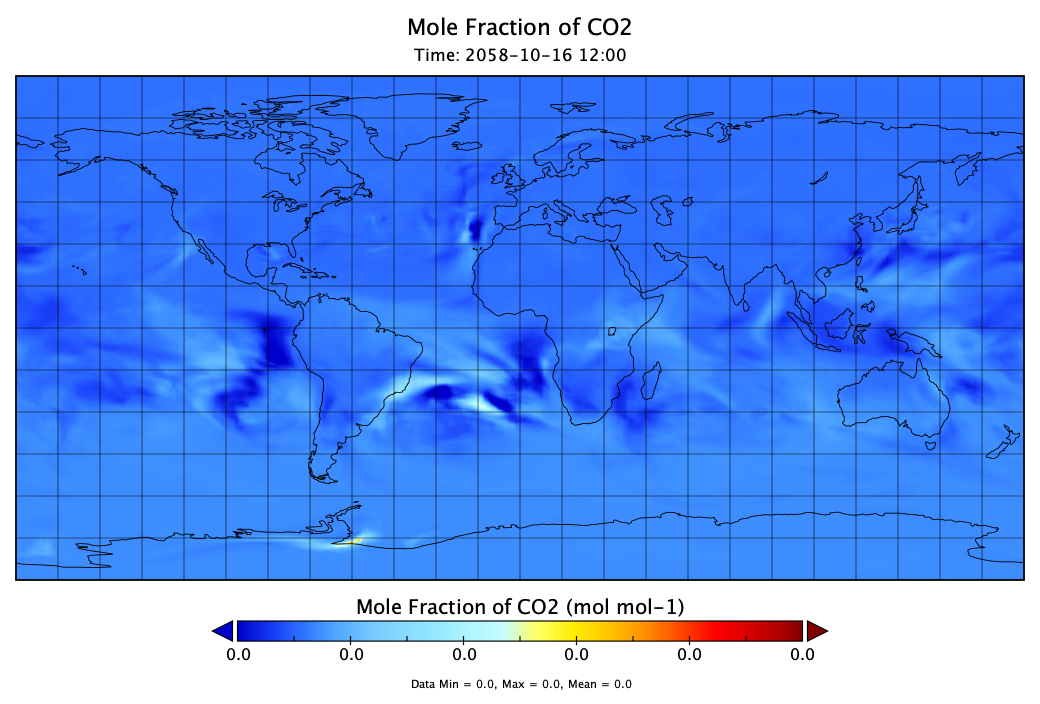 Mole Fraction of CO2
Time: 2058-10-16 12:00
Mole Fraction of CO2 (mol mol-1)
0.0 0.0 0.0 0.0 0.0 0.0
Data Min = 0.0, Max = 0.0, Mean = 0.0